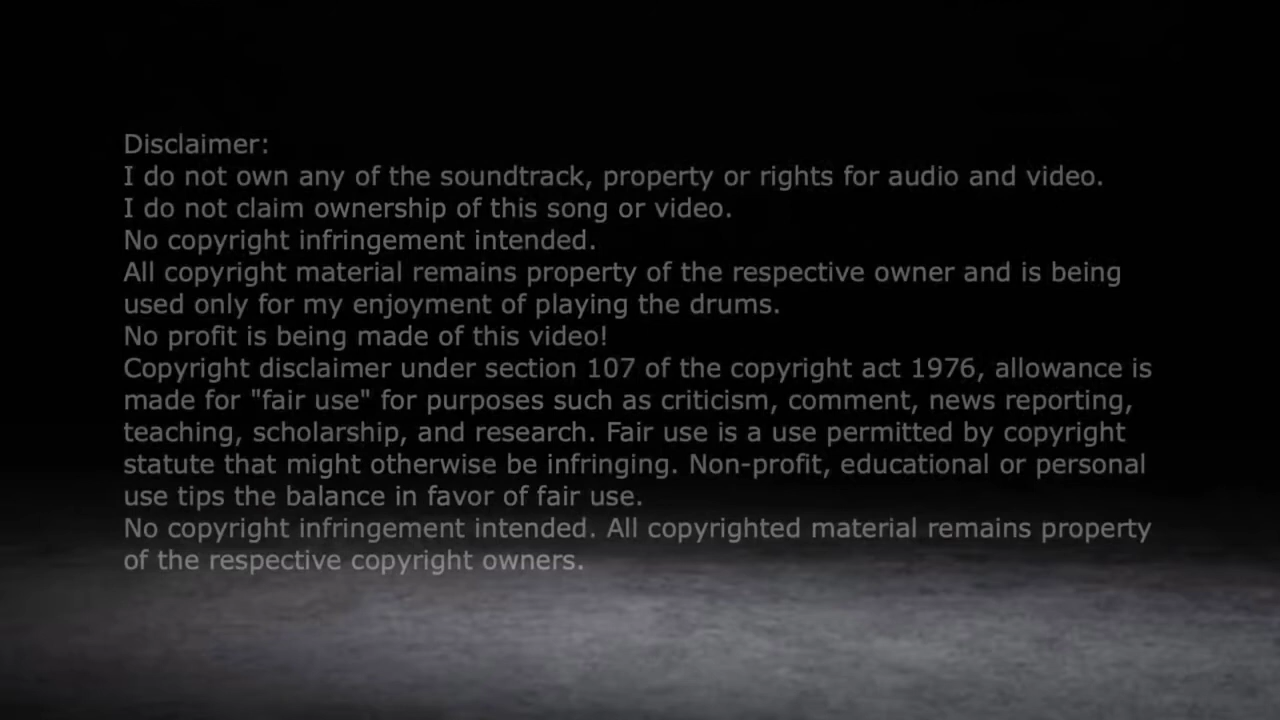 Disclaimer:
I do not own any of the soundtrack, property or rights for audio and video.
I do not claim ownership of this song or video.
No copyright infringement intended.
All copyright material remains property of the respective owner and is being
used only for my enjoyment of playing the drums.
No profit is being made of this video!
Copyright disclaimer under section 107 of the copyright act 1976, allowance is
made for "fair use" for purposes such as criticism, comment, news reporting,
teaching, scholarship, and research. Fair use is a use permitted by copyright
statute that might otherwise be infringing. Non-profit, educational or personal
use tips the balance in favor of fair use.
No copyright infringement intended. All copyrighted material remains property
of the respective copyright owners.